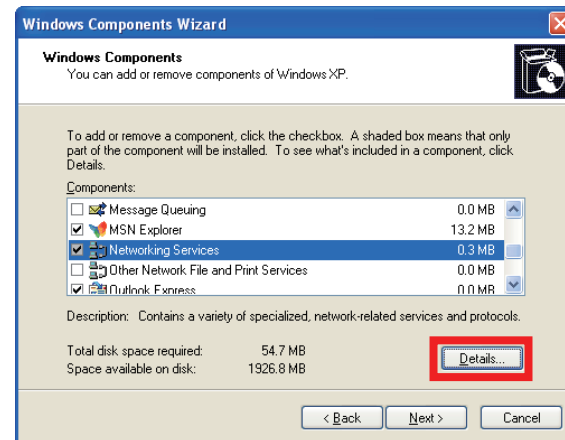 Windows Components Wizard
Windows Components
You can add or remove components of Windows XP.
To add or remove a component, click the checkbox. A shaded box means that only
part of the component will be installed. To see what's included in a component, click
Details.
Components:
Message Queuing 0.0 MB
MSN Explorer 13.2 MB
Networking Services 0.3 MB
Other Network File and Print Services 0.0 MB
Outlook Express 0.0 MB
Description: Contains a variety of specialized, network-related services and protocols.
Total disk space required: 54.7 MB
Space available on disk: 1926.8 MB
Details...
< Back Next > Cancel